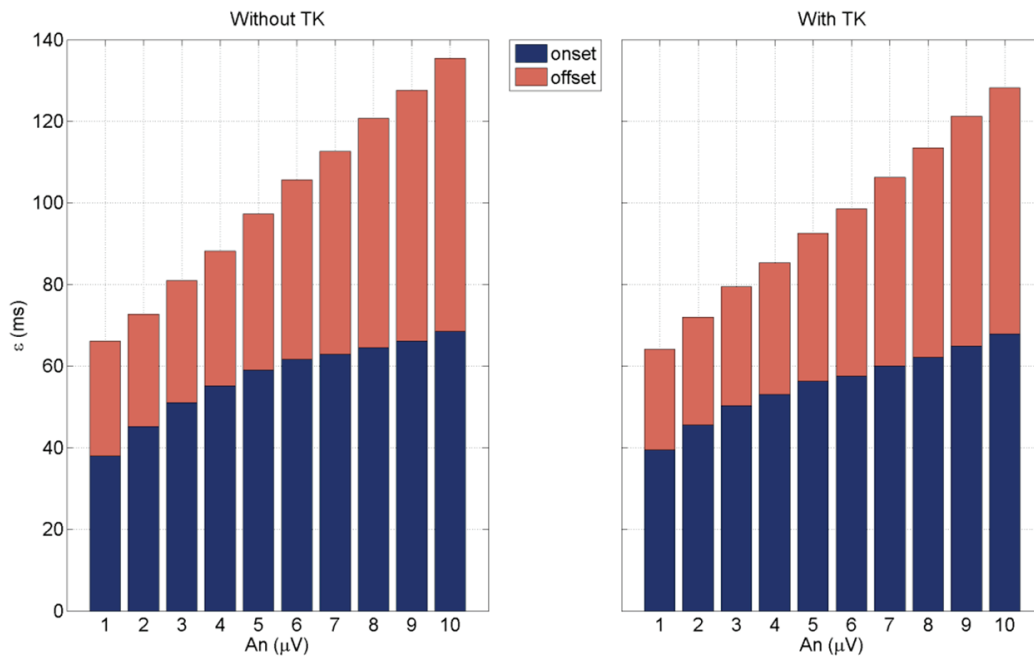 Without TK
With TK
onset
offset
140
120
100
80
60
40
20
0
ε (ms)
1 2 3 4 5 6 7 8 9 10
An (μV)
1 2 3 4 5 6 7 8 9 10
An (μV)